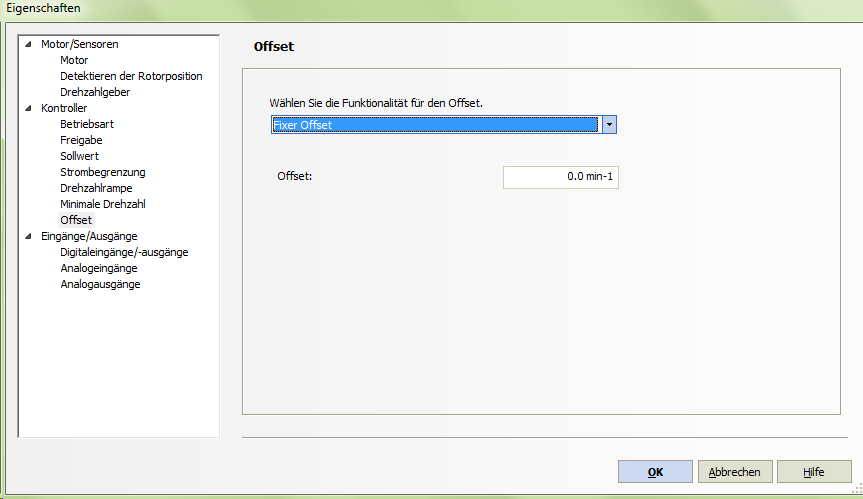 Eigenschaften
Motor/Sensoren
Motor
Detektieren der Rotorposition
Drehzahlgeber
Kontroller
Betriebsart
Freigabe
Sollwert
Strombegrenzung
Drehzahlrampe
Minimale Drehzahl
Offset
Eingänge/Ausgänge
Digitaleingänge/-ausgänge
Analogeingänge
Analogausgänge
Offset
Wählen Sie die Funktionalität für den Offset.
Fixer Offset
Offset: 0.0 min-1
OK Abbrechen Hilfe